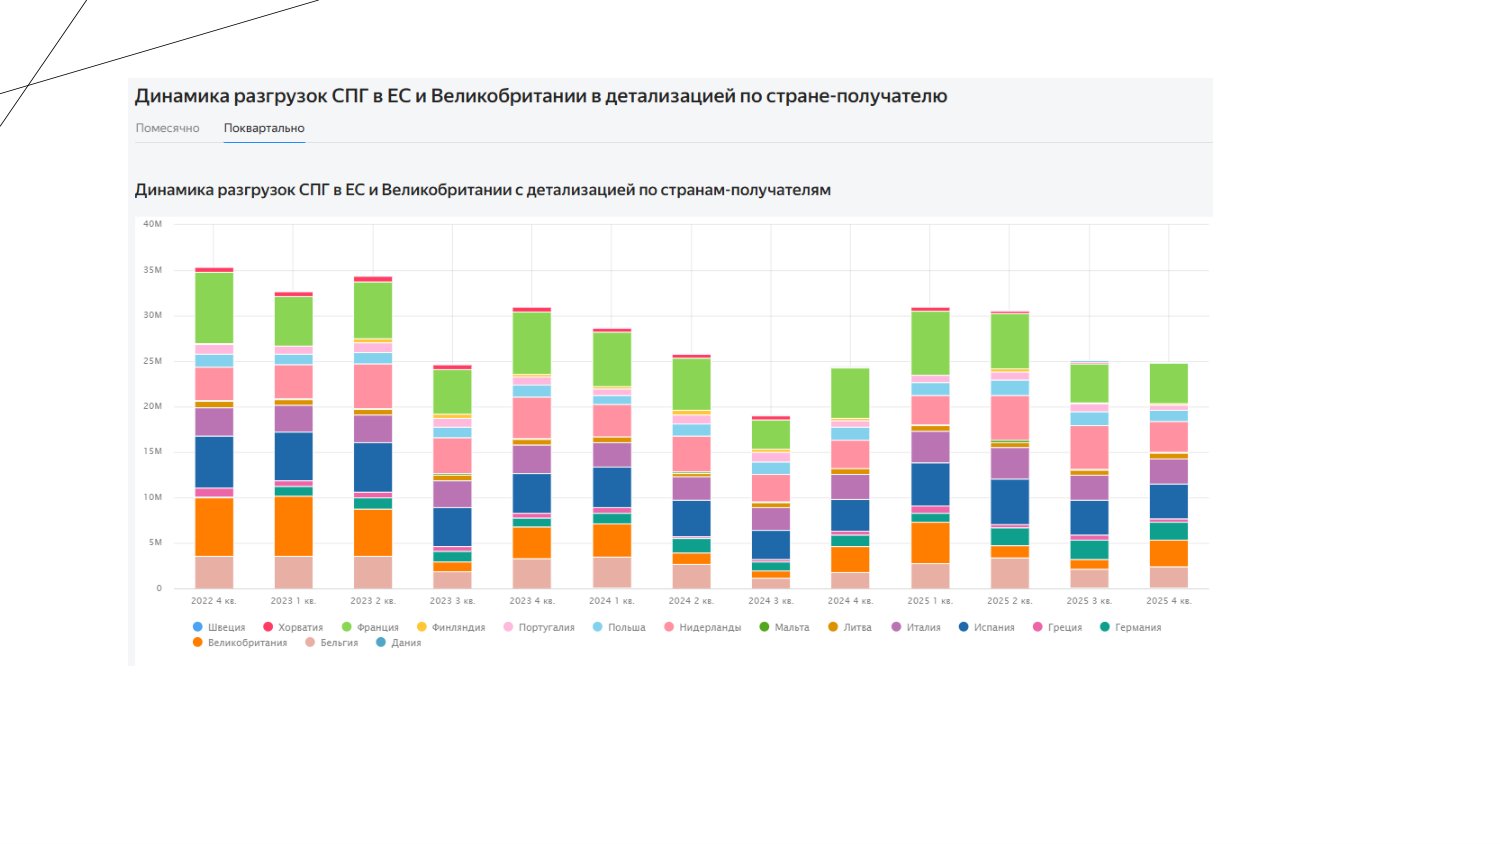 Динамика разгрузок СПГ в ЕС и Великобритании в детализацией по стране-получателю
Помесячно Поквартально
Динамика разгрузок СПГ в ЕС и Великобритании с детализацией по странам-получателям
40M
35M
30M
25M
20M
15M
10M
5M
0
2022 4 кв. 2023 1 кв. 2023 2 кв. 2023 3 кв. 2023 4 кв. 2024 1 кв. 2024 2 кв. 2024 3 кв. 2024 4 кв. 2025 1 кв. 2025 2 кв. 2025 3 кв. 2025 4 кв.
Швеция Хорватия Франция Финляндия Португалия Польша Нидерланды Мальта Литва Италия Испания Греция Германия
Великобритания Бельгия Дания